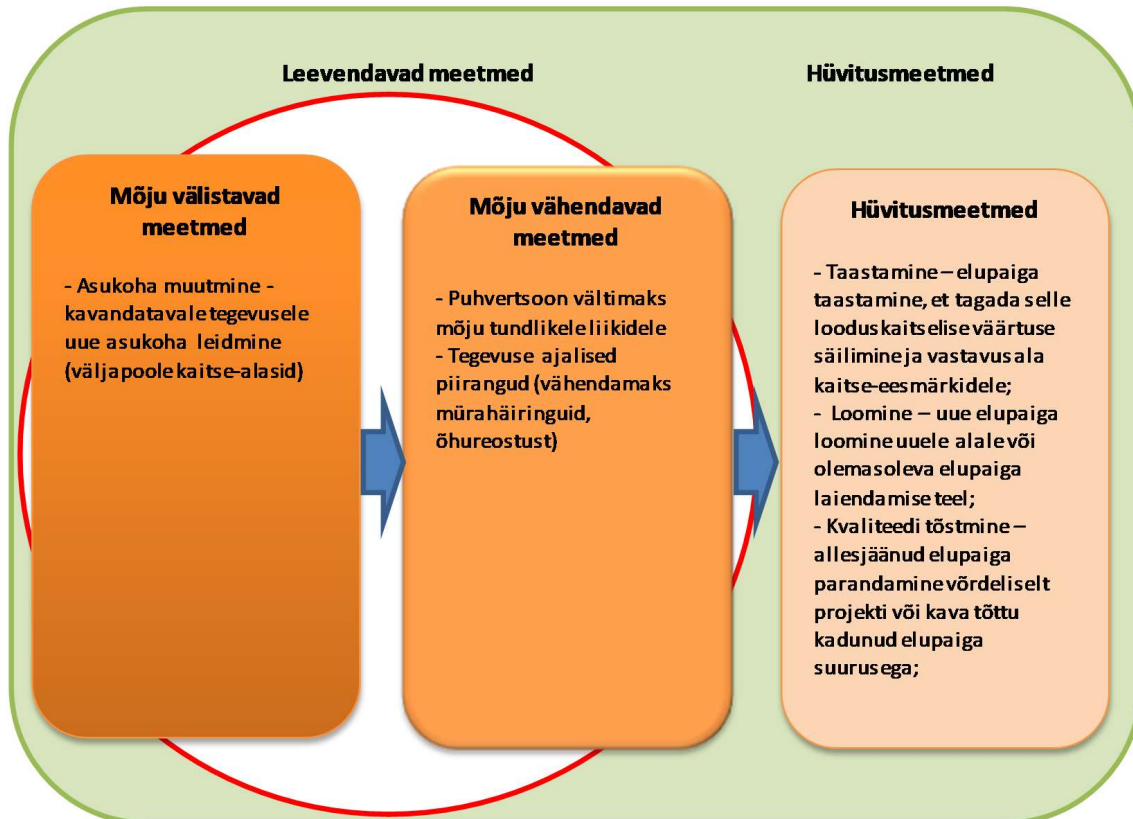 Leevendavad meetmed
Hüvitusmeetmed
Mõju välistavad
meetmed
- Asukoha muutmine -
kavandatavale tegevusele
uue asukoha leidmine
(väljapoole kaitse-alasid)
Mõju vähendavad
meetmed
- Puhvertsoon vältimaks
mõju tundlikele liikidele
- Tegevuse ajalised
piirangud (vähendamaks
mürahäiringuid,
õhureostust)
Hüvitusmeetmed
- Taastamine – elupaiga
taastamine, et tagada selle
looduskaitselise väärtuse
säilimine ja vastavus ala
kaitse-eesmärkidele;
- Loomine – uue elupaiga
loomine uuele alale või
olemasoleva elupaiga
laiendamise teel;
- Kvaliteedi tõstmine –
allesjäänud elupaiga
parandamine võrdeliselt
projekti või kava tõttu
kadunud elupaiga
suurusega;